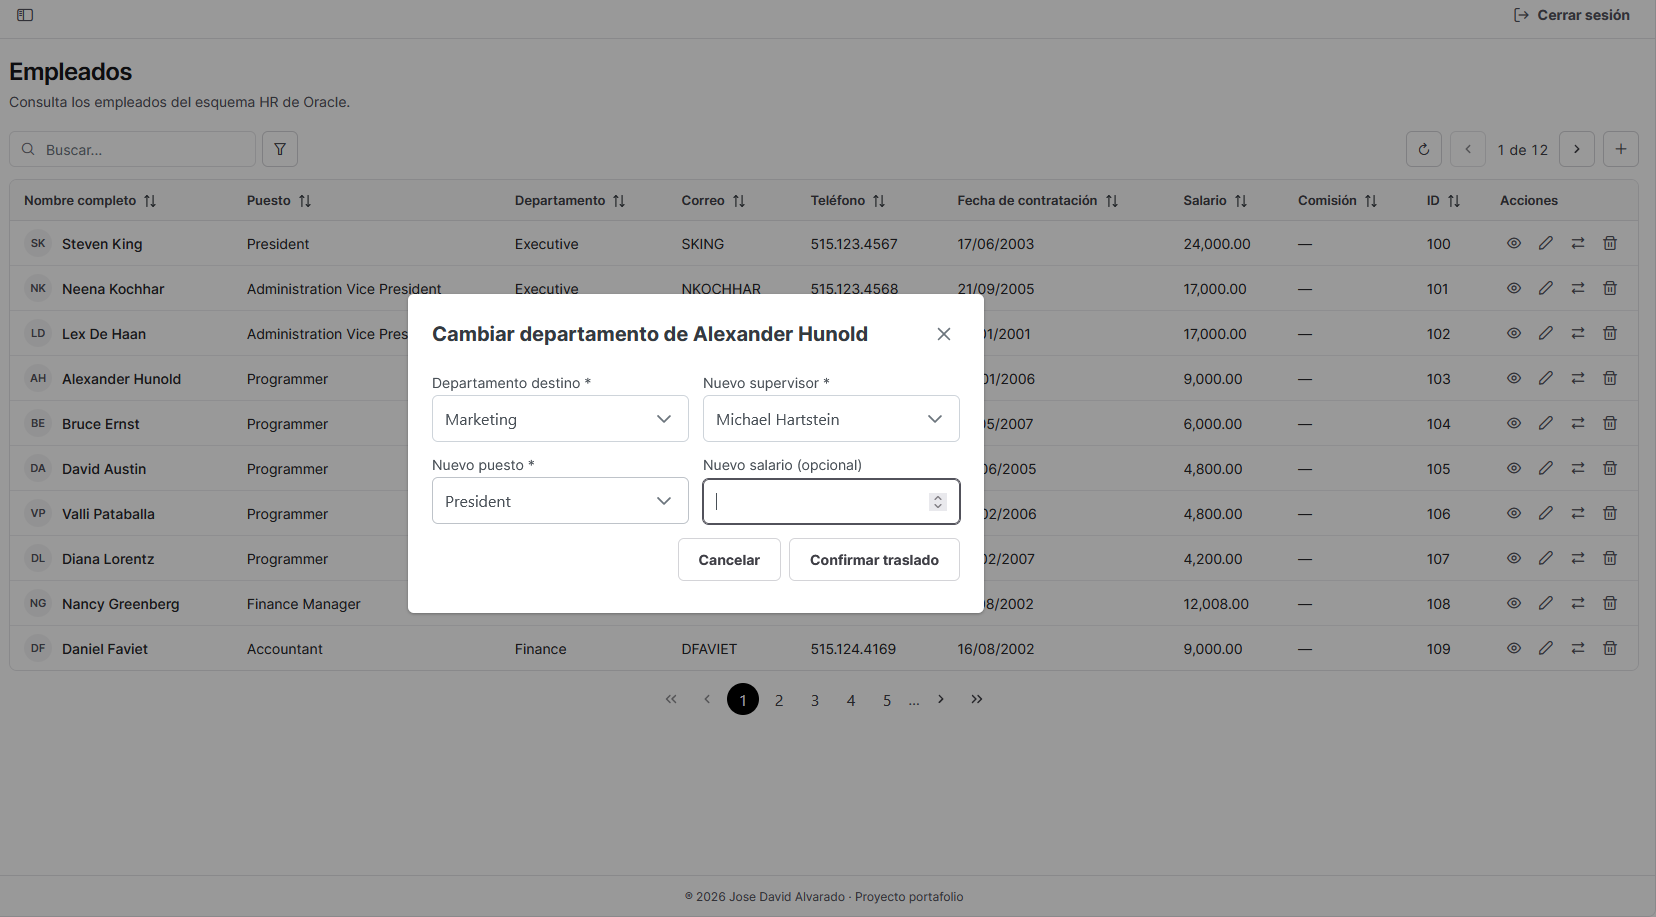 Cerrar sesión
Empleados
Consulta los empleados del esquema HR de Oracle.
Buscar...
1 de 12
Nombre completo Puesto Departamento Correo Teléfono Fecha de contratación Salario Comisión ID Acciones
SK Steven King President Executive SKING 515.123.4567 17/06/2003 24,000.00 — 100
NK Neena Kochhar Administration Vice President Executive NKOCHHAR 515.123.4568 21/09/2005 17,000.00 — 101
LD Lex De Haan Administration Vice Pres 01/2001 17,000.00 — 102
AH Alexander Hunold Programmer 01/2006 9,000.00 — 103
BE Bruce Ernst Programmer 05/2007 6,000.00 — 104
DA David Austin Programmer 06/2005 4,800.00 — 105
VP Valli Pataballa Programmer 02/2006 4,800.00 — 106
DL Diana Lorentz Programmer 02/2007 4,200.00 — 107
NG Nancy Greenberg Finance Manager 08/2002 12,008.00 — 108
DF Daniel Faviet Accountant Finance DFAVIET 515.124.4169 16/08/2002 9,000.00 — 109
Cambiar departamento de Alexander Hunold
Departamento destino * Nuevo supervisor *
Marketing Michael Hartstein
Nuevo puesto * Nuevo salario (opcional)
President
Cancelar Confirmar traslado
« ‹ 1 2 3 4 5 ... › »
® 2026 Jose David Alvarado · Proyecto portafolio